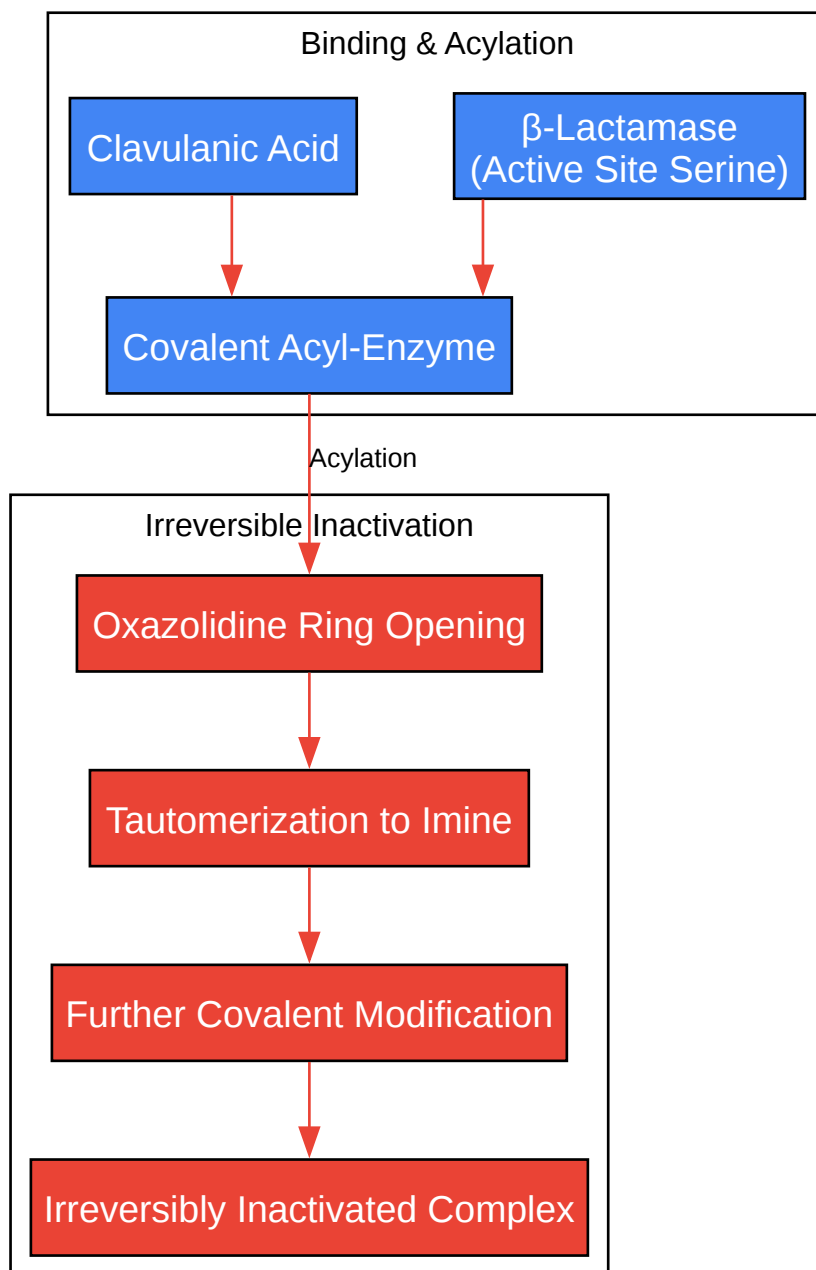 Binding & Acylation
Clavulanic Acid
β-Lactamase
(Active Site Serine)
Covalent Acyl-Enzyme
Acylation
Irreversible Inactivation
Oxazolidine Ring Opening
Tautomerization to Imine
Further Covalent Modification
Irreversibly Inactivated Complex